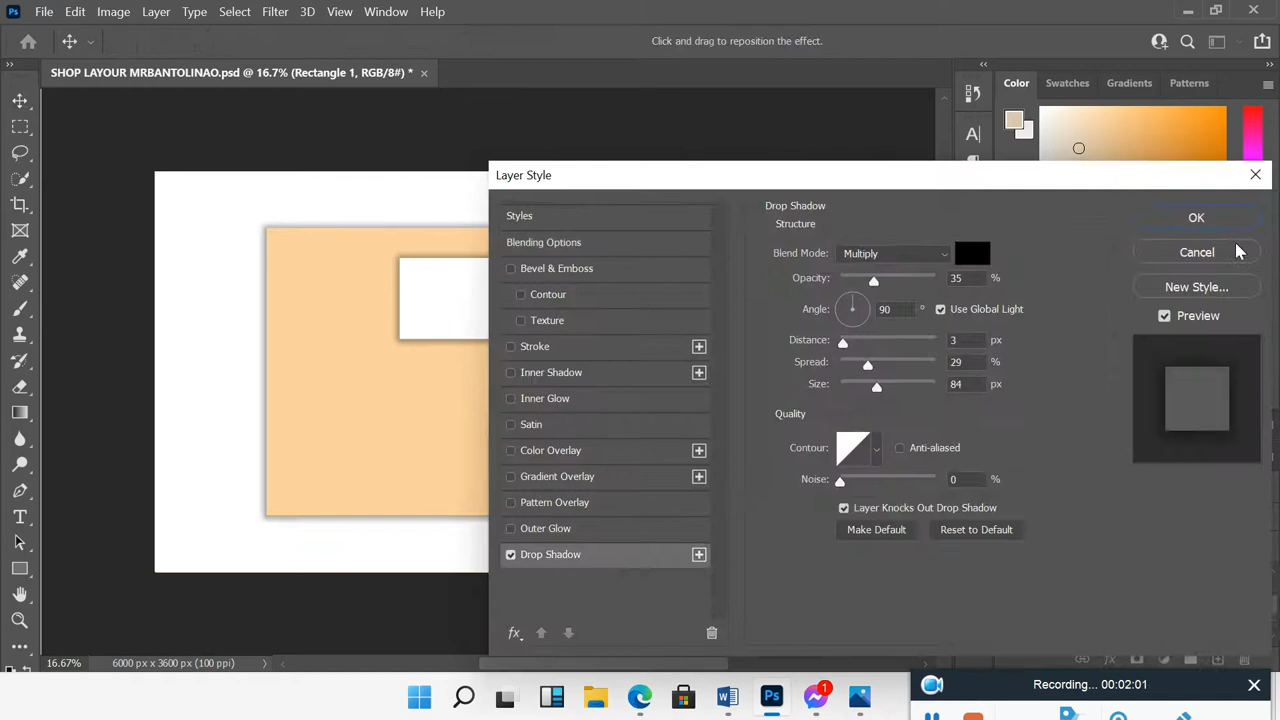 Ps File Edit Image Layer Type Select Filter 3D View Window Help
Click and drag to reposition the effect.
SHOP LAYOUR MRBANTOLINAO.psd @ 16.7% (Rectangle 1, RGB/8#) *
Color Swatches Gradients Patterns
Layer Style
Styles
Blending Options
Bevel & Emboss
Contour
Texture
Stroke
Inner Shadow
Inner Glow
Satin
Color Overlay
Gradient Overlay
Pattern Overlay
Outer Glow
Drop Shadow
fx
Drop Shadow
Structure
Blend Mode: Multiply
Opacity: 35 %
Angle: 90 ° Use Global Light
Distance: 3 px
Spread: 29 %
Size: 84 px
Quality
Contour: Anti-aliased
Noise: 0 %
Layer Knocks Out Drop Shadow
Make Default Reset to Default
OK
Cancel
New Style...
Preview
16.67% 6000 px x 3600 px (100 ppi)
Ps
1
Recording... 00:02:01